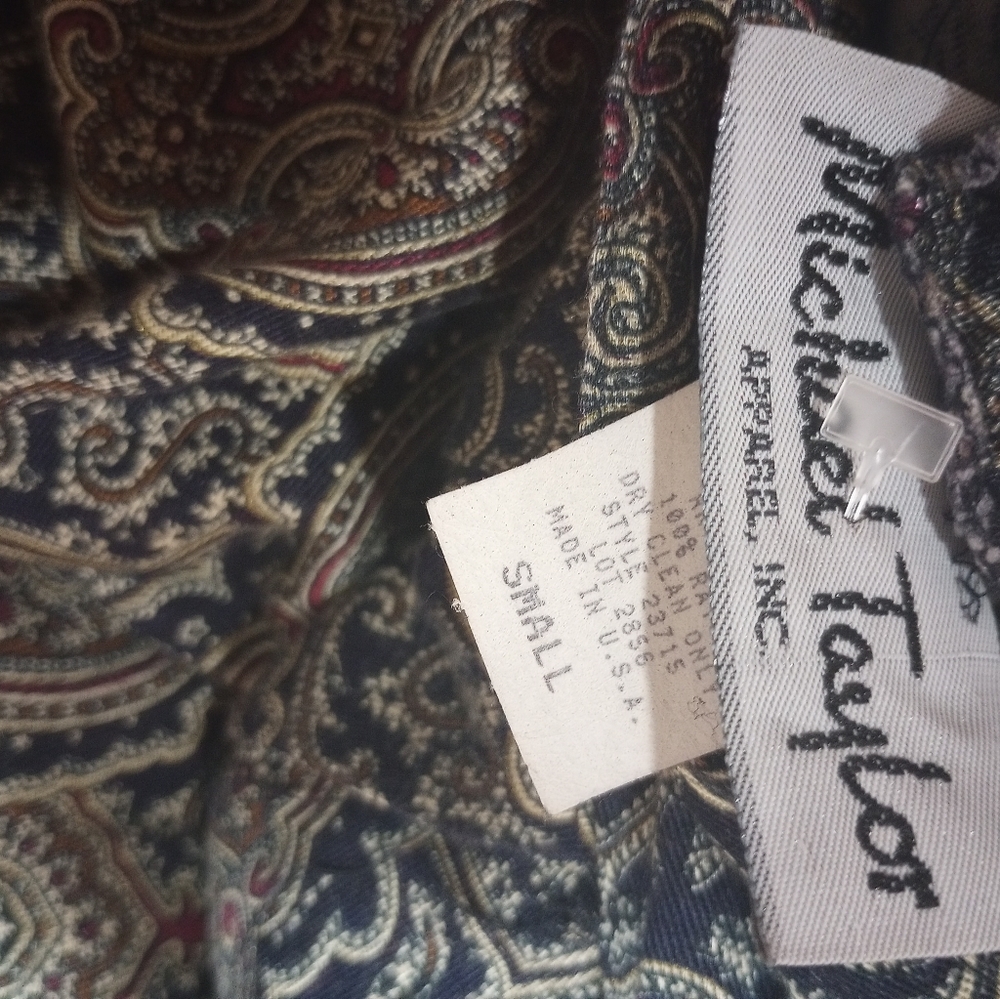 Michael Taylor
APPAREL, INC.
100% RA
DRY CLEAN ONLY
STYLE 23715
LOT 2856
MADE IN U.S.A.
SMALL